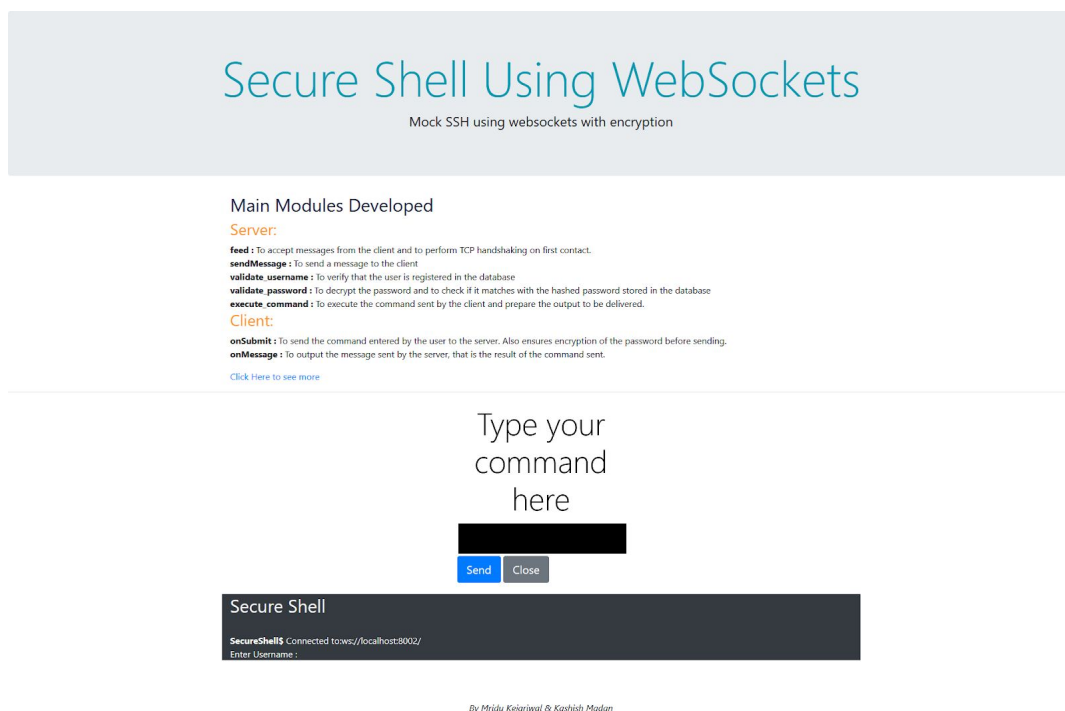 Secure Shell Using WebSockets
Mock SSH using websockets with encryption
Main Modules Developed
Server:
feed : To accept messages from the client and to perform TCP handshaking on first contact.
sendMessage : To send a message to the client
validate_username : To verify that the user is registered in the database
validate_password : To decrypt the password and to check if it matches with the hashed password stored in the database
execute_command : To execute the command sent by the client and prepare the output to be delivered.
Client:
onSubmit : To send the command entered by the user to the server. Also ensures encryption of the password before sending.
onMessage : To output the message sent by the server, that is the result of the command sent.
Click Here to see more
Type your
command
here
Send Close
Secure Shell
SecureShell$ Connected to:ws://localhost:8002/
Enter Username :
By Mridu Kejariwal & Kashish Madan